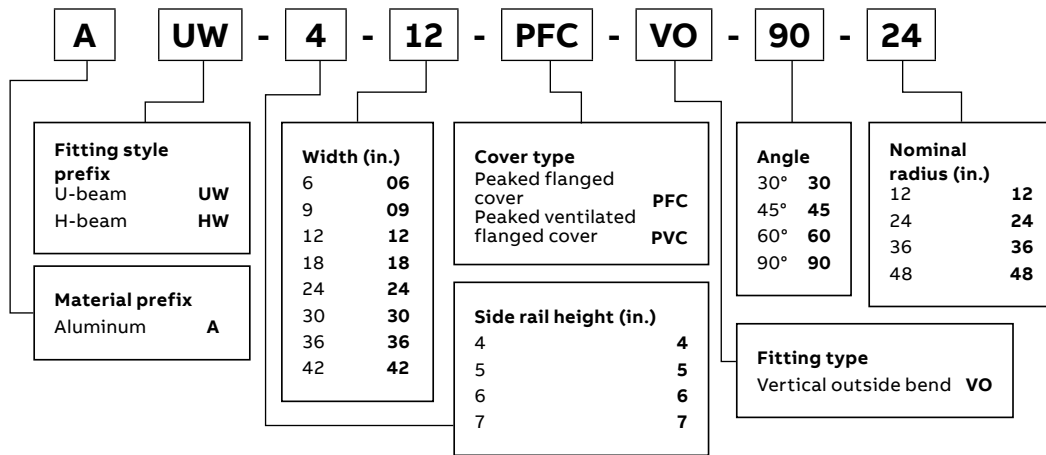 A UW - 4 - 12 - PFC - VO - 90 - 24
Fitting style
prefix
U-beam UW
H-beam HW
Material prefix
Aluminum A
Width (in.)
6 06
9 09
12 12
18 18
24 24
30 30
36 36
42 42
Cover type
Peaked flanged
cover PFC
Peaked ventilated
flanged cover PVC
Side rail height (in.)
4 4
5 5
6 6
7 7
Angle
30° 30
45° 45
60° 60
90° 90
Nominal
radius (in.)
12 12
24 24
36 36
48 48
Fitting type
Vertical outside bend VO